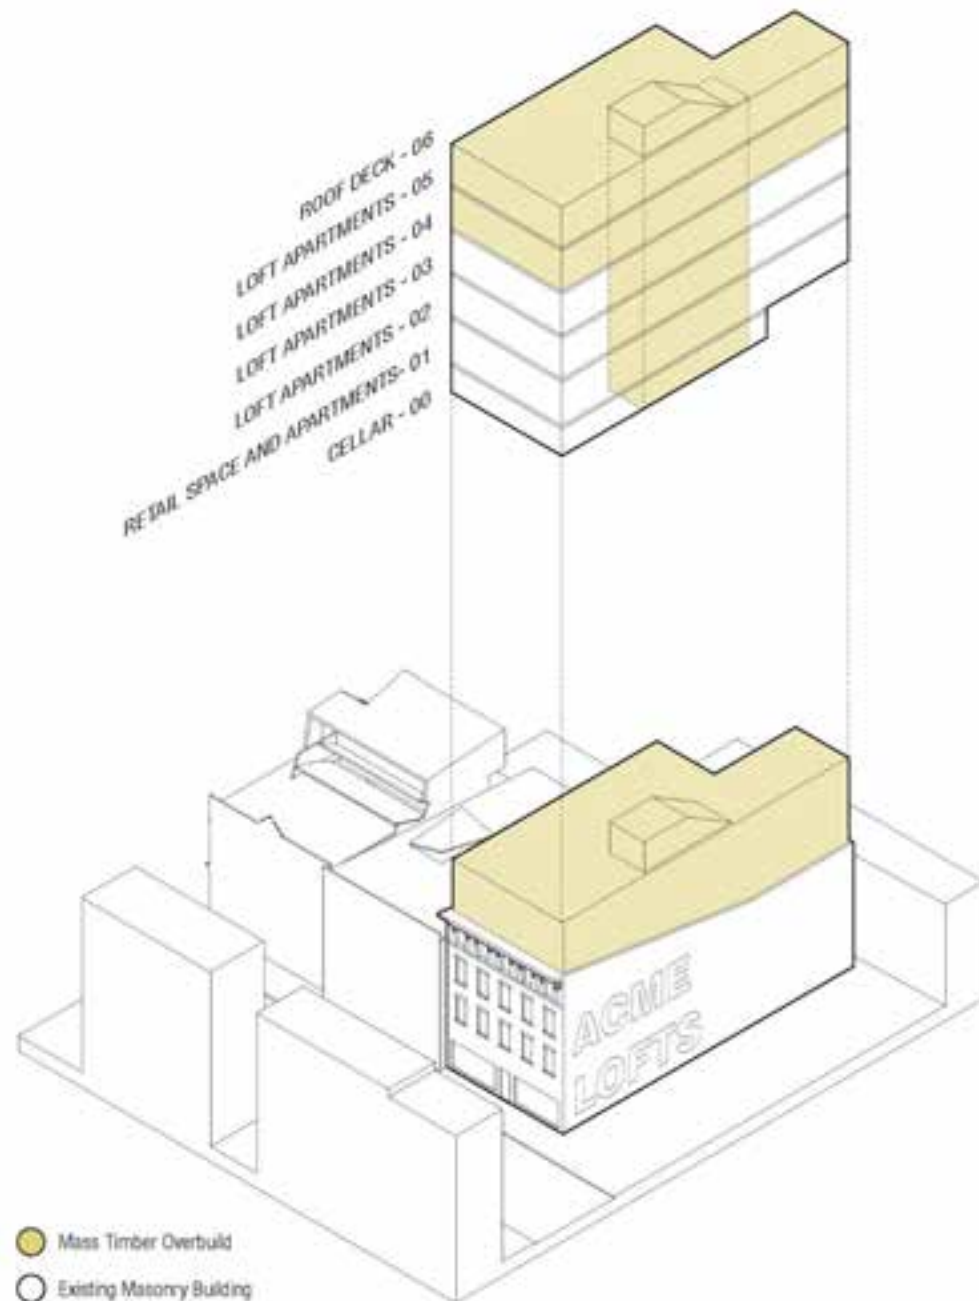 ROOF DECK - 06
LOFT APARTMENTS - 05
LOFT APARTMENTS - 04
LOFT APARTMENTS - 03
LOFT APARTMENTS - 02
RETAIL SPACE AND APARTMENTS- 01
CELLAR - 00
ACME
LOFTS
Mass Timber Overbuild
Existing Masonry Building